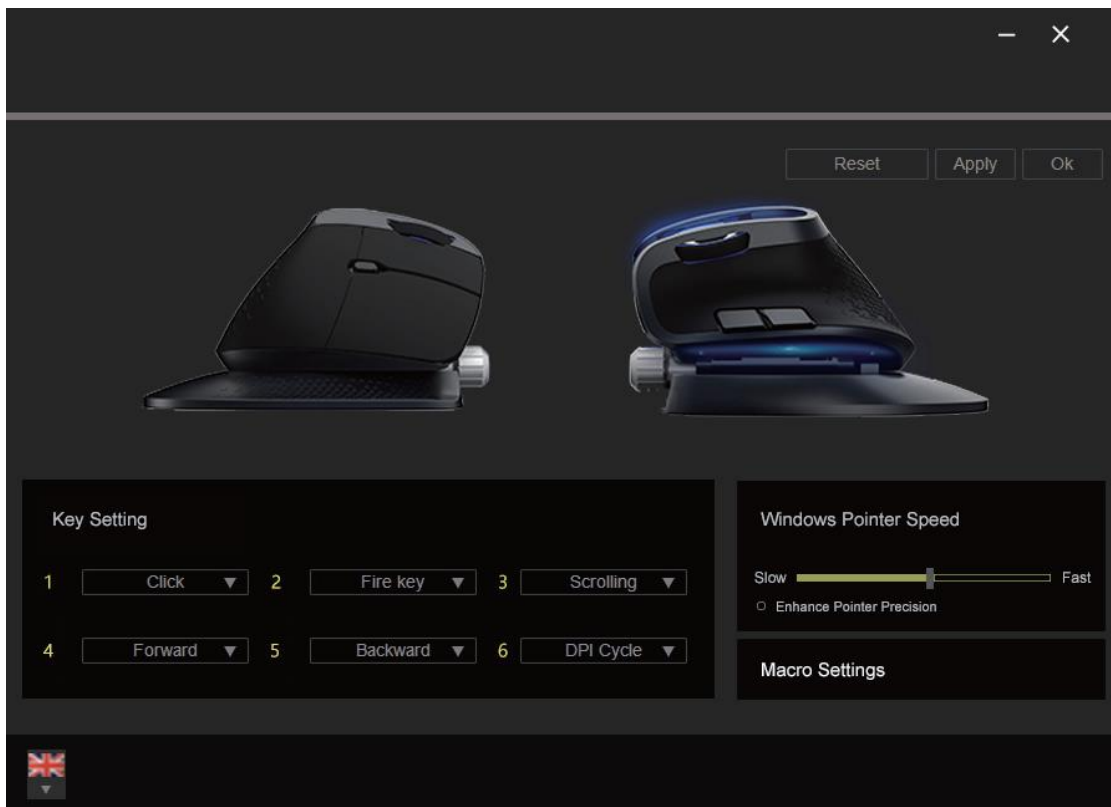 Reset Apply Ok
Key Setting
1 Click 2 Fire key 3 Scrolling
4 Forward 5 Backward 6 DPI Cycle
Windows Pointer Speed
Slow Fast
Enhance Pointer Precision
Macro Settings